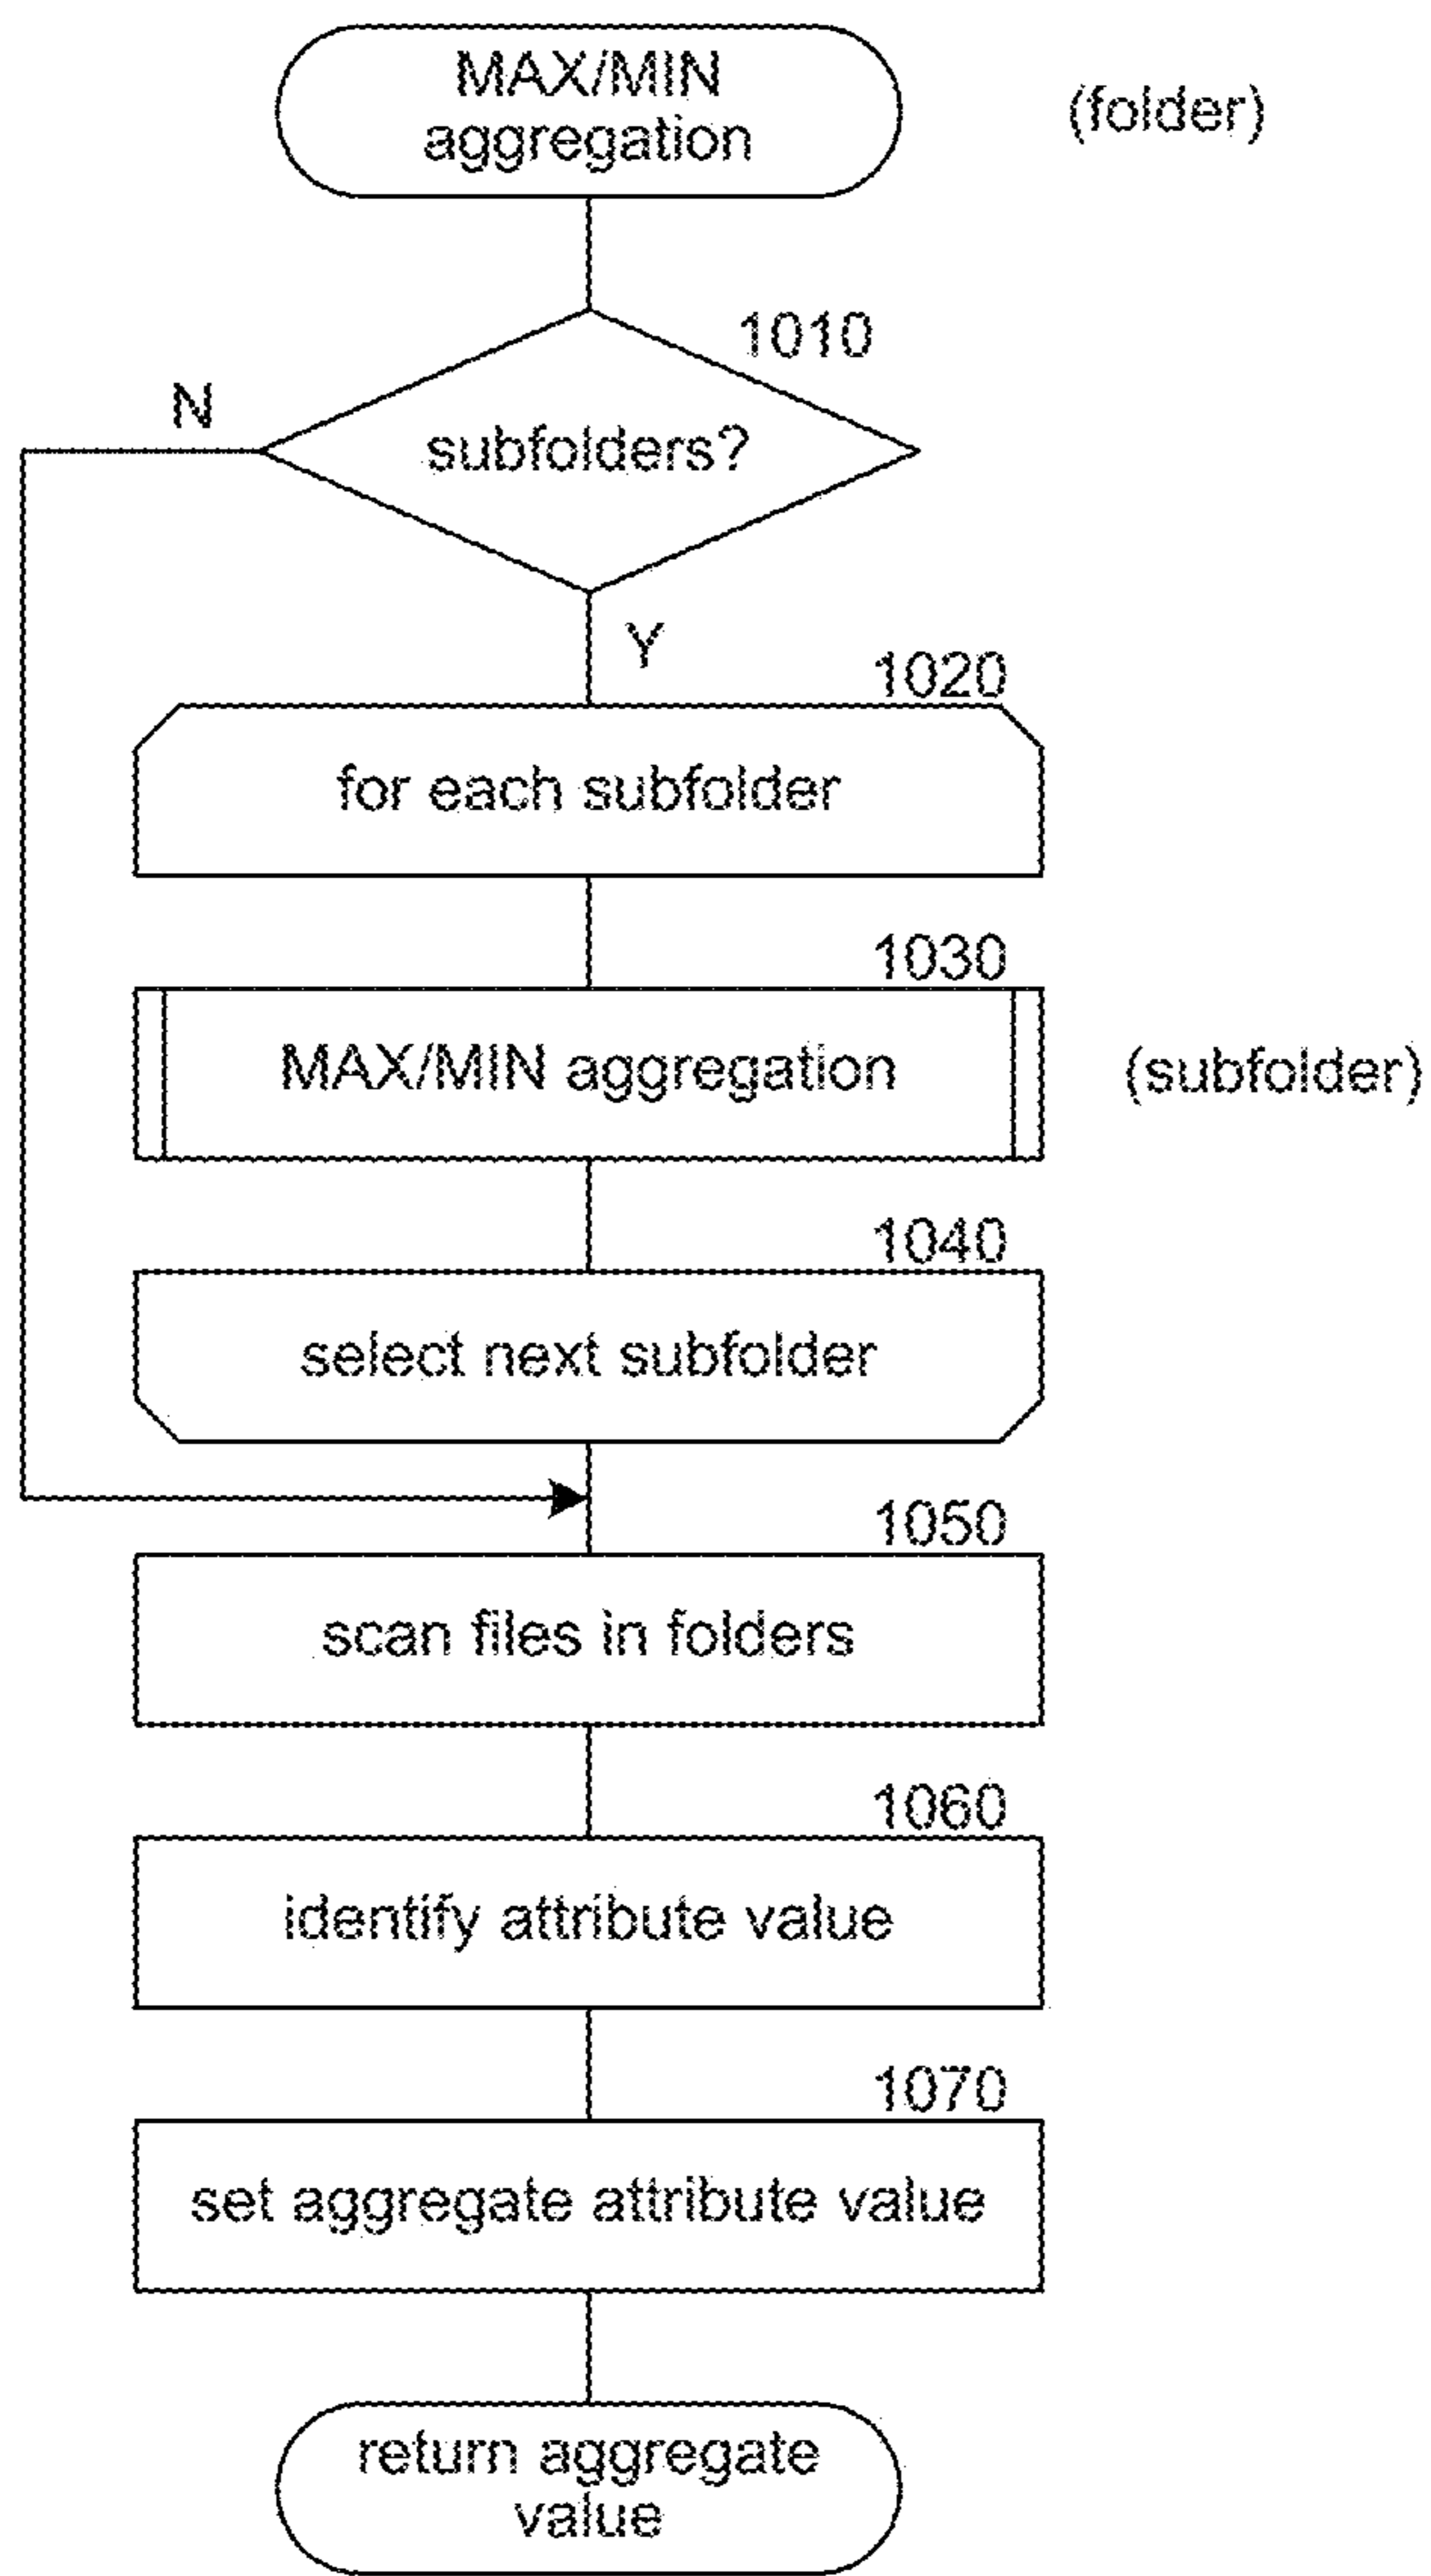 MAX/MIN
aggregation
(folder)
1010
N
subfolders?
Y
1020
for each subfolder
1030
MAX/MIN aggregation
(subfolder)
1040
select next subfolder
1050
scan files in folders
1060
identify attribute value
1070
set aggregate attribute value
return aggregate
value